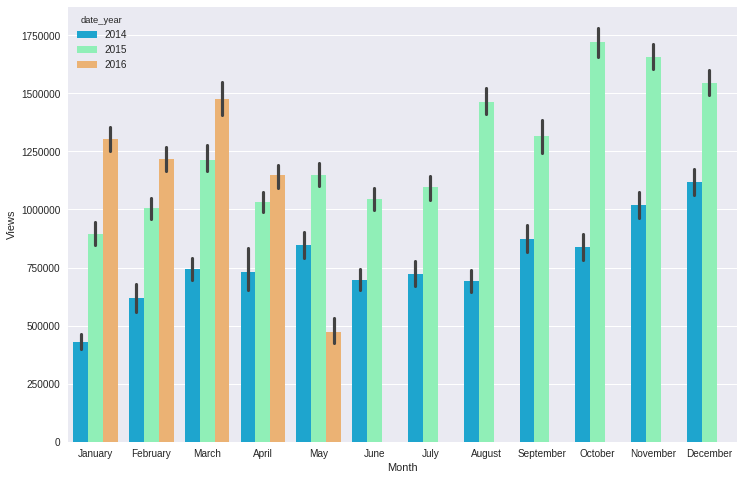 date_year
2014
2015
2016
1750000
1500000
1250000
1000000
750000
500000
250000
0
Views
January February March April May June July August September October November December
Month